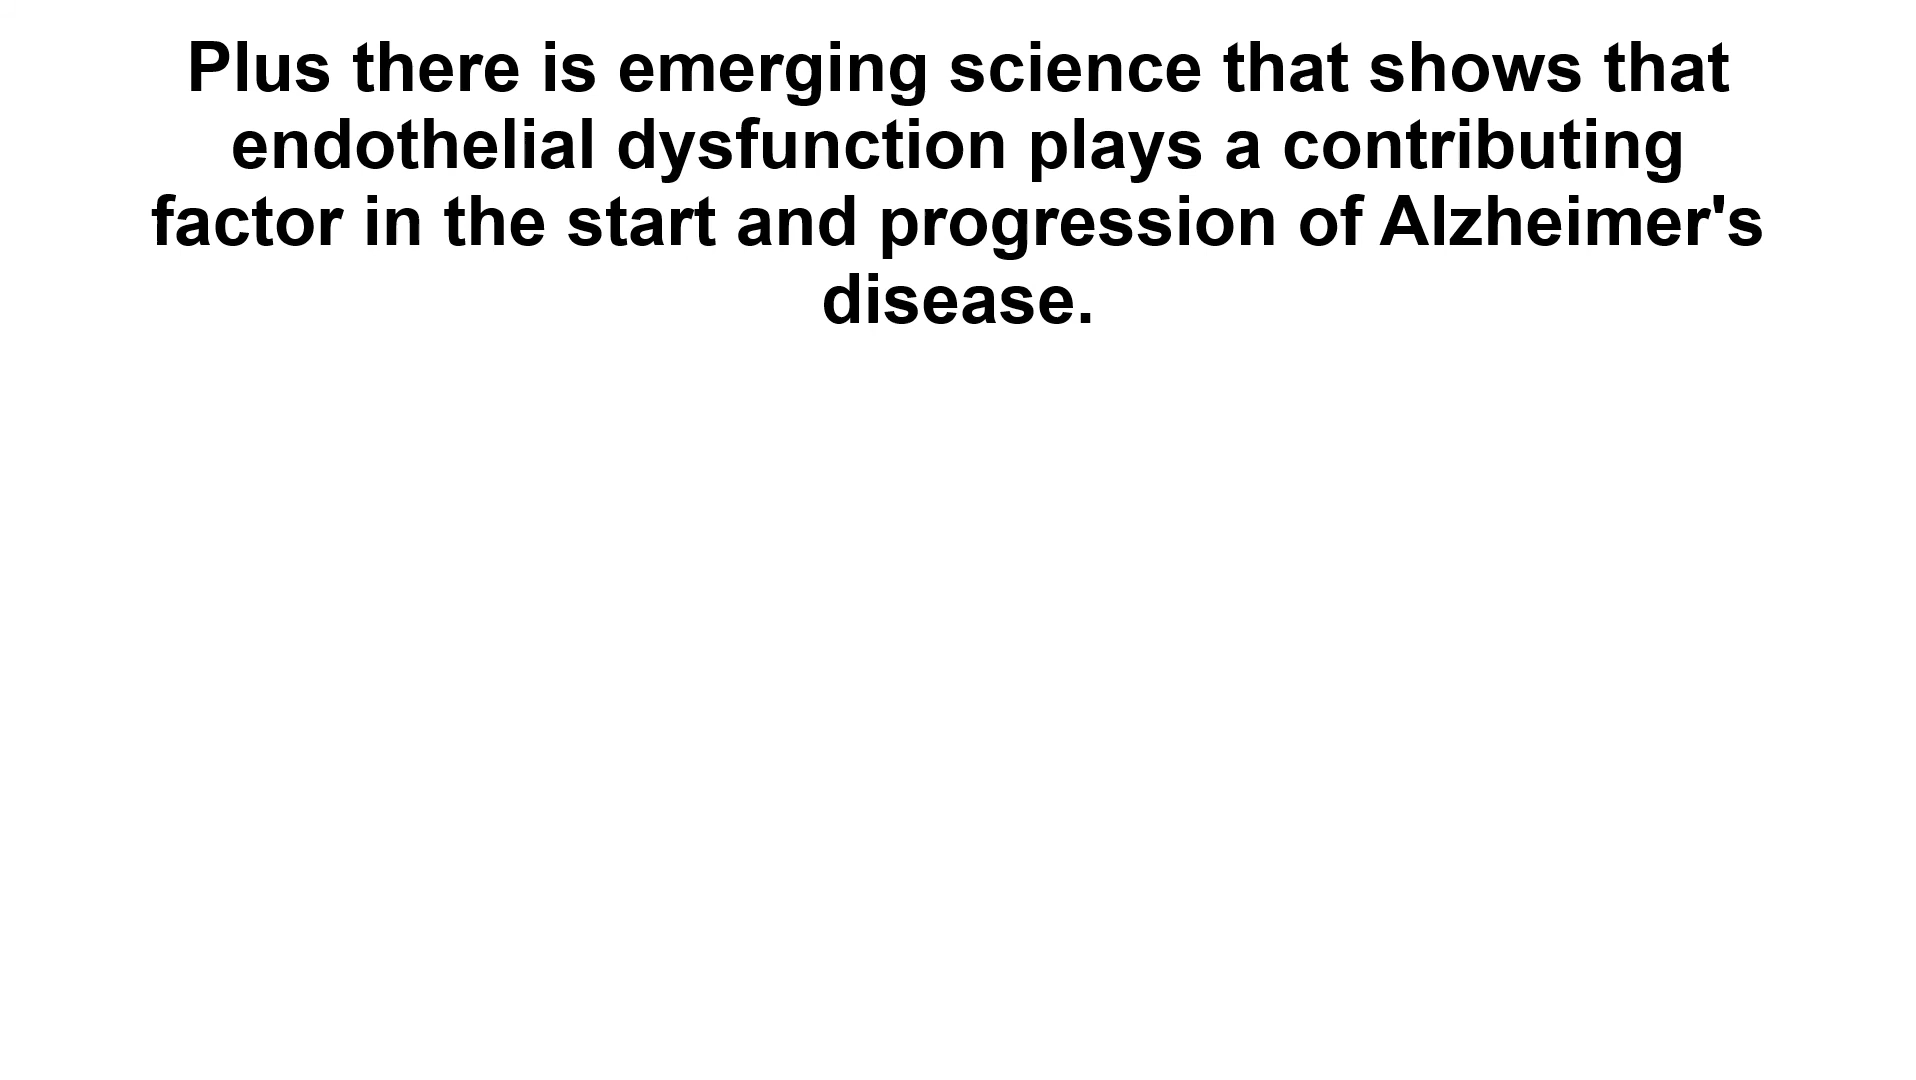 Plus there is emerging science that shows that
endothelial dysfunction plays a contributing
factor in the start and progression of Alzheimer's
disease.